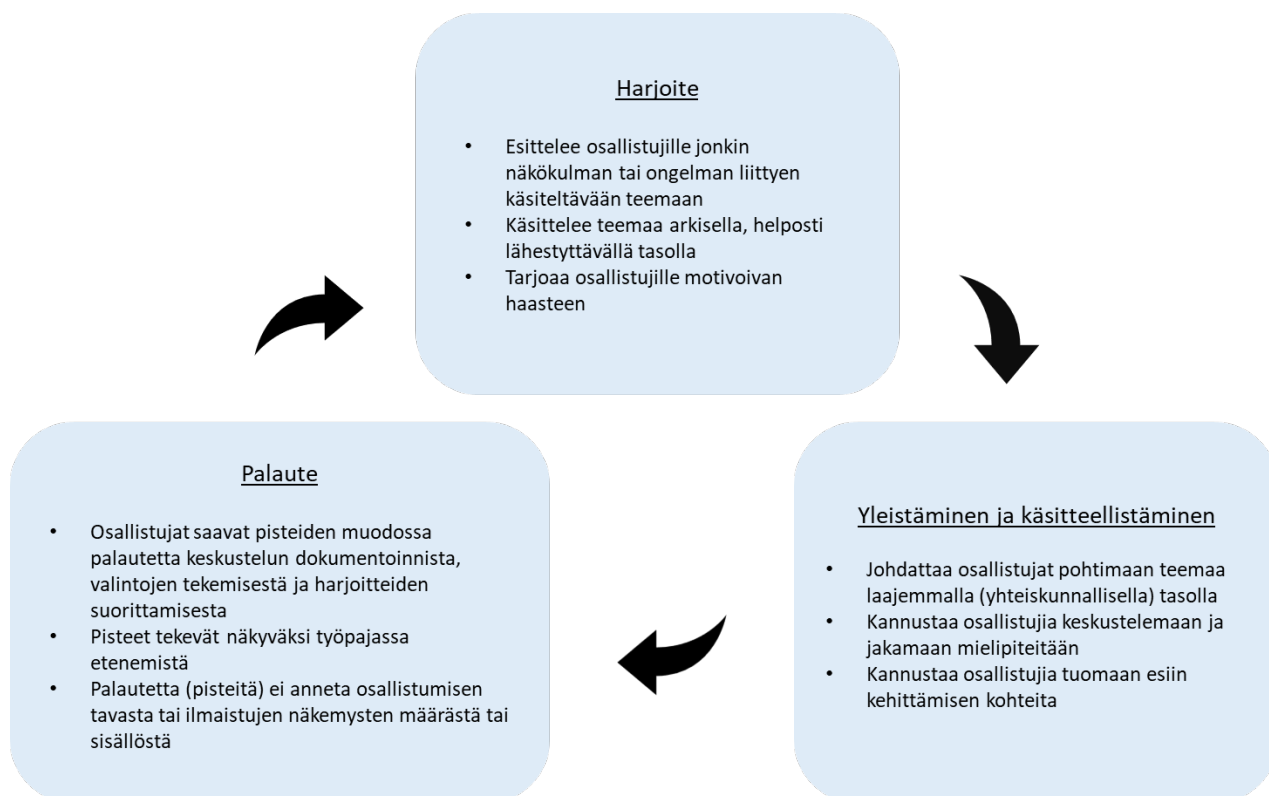 Harjoite
• Esittelee osallistujille jonkin
näkökulman tai ongelman liittyen
käsiteltävään teemaan
• Käsittelee teemaa arkisella, helposti
lähestyttävällä tasolla
• Tarjoaa osallistujille motivoivan
haasteen
Yleistäminen ja käsitteellistäminen
• Johdattaa osallistujat pohtimaan teemaa
laajemmalla (yhteiskunnallisella) tasolla
• Kannustaa osallistujia keskustelemaan ja
jakamaan mielipiteitään
• Kannustaa osallistujia tuomaan esiin
kehittämisen kohteita
Palaute
• Osallistujat saavat pisteiden muodossa
palautetta keskustelun dokumentoinnista,
valintojen tekemisestä ja harjoitteiden
suorittamisesta
• Pisteet tekevät näkyväksi työpajassa
etenemistä
• Palautetta (pisteitä) ei anneta osallistumisen
tavasta tai ilmaistujen näkemysten määrästä tai
sisällöstä